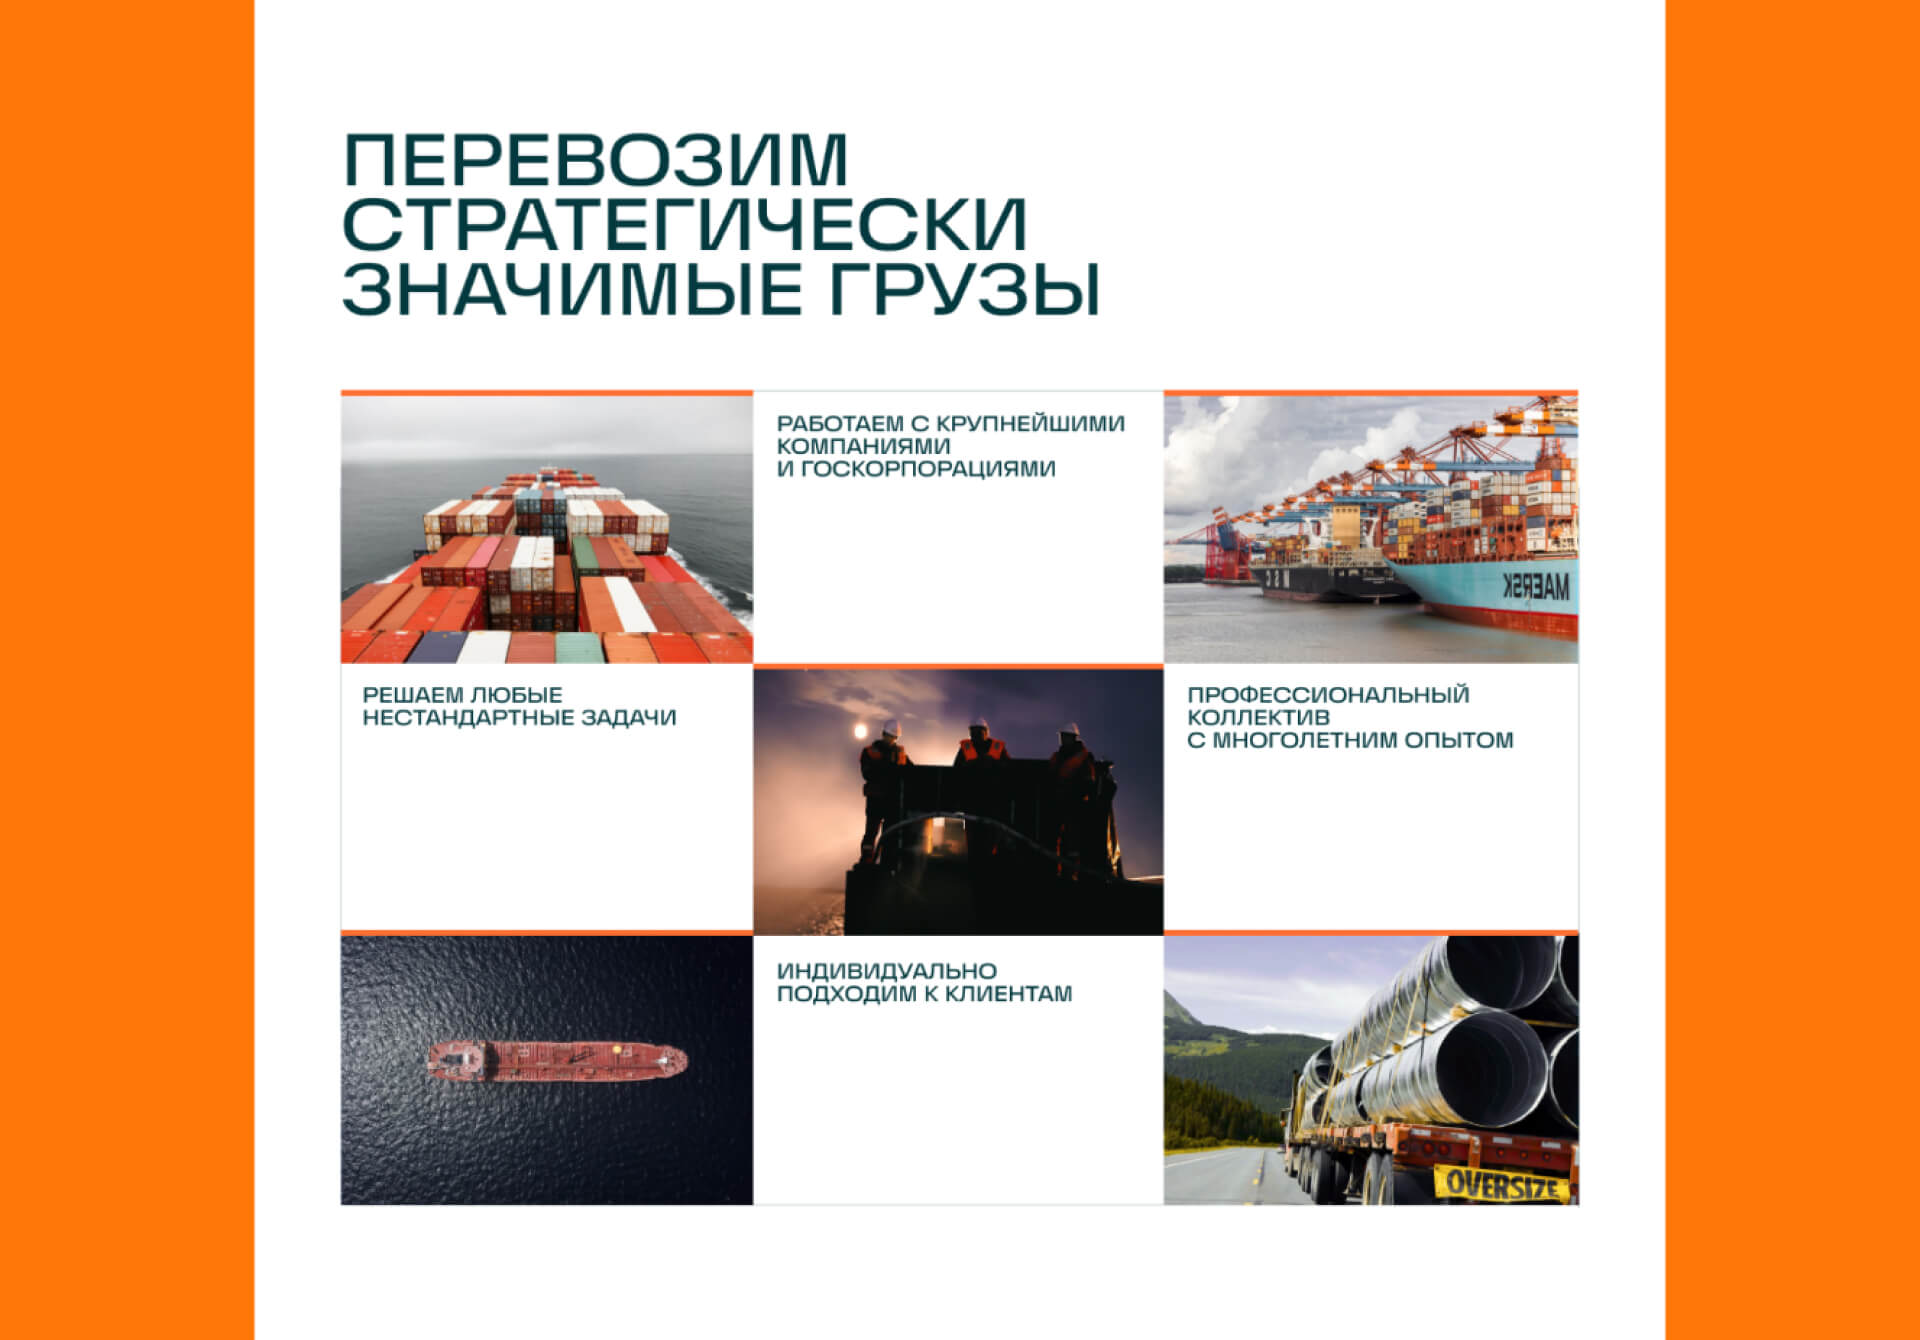 ПЕРЕВОЗИМ
СТРАТЕГИЧЕСКИ
ЗНАЧИМЫЕ ГРУЗЫ
РАБОТАЕМ С КРУПНЕЙШИМИ
КОМПАНИЯМИ
И ГОСКОРПОРАЦИЯМИ
MAERSK
РЕШАЕМ ЛЮБЫЕ
НЕСТАНДАРТНЫЕ ЗАДАЧИ
ПРОФЕССИОНАЛЬНЫЙ
КОЛЛЕКТИВ
С МНОГОЛЕТНИМ ОПЫТОМ
ИНДИВИДУАЛЬНО
ПОДХОДИМ К КЛИЕНТАМ
OVERSIZE